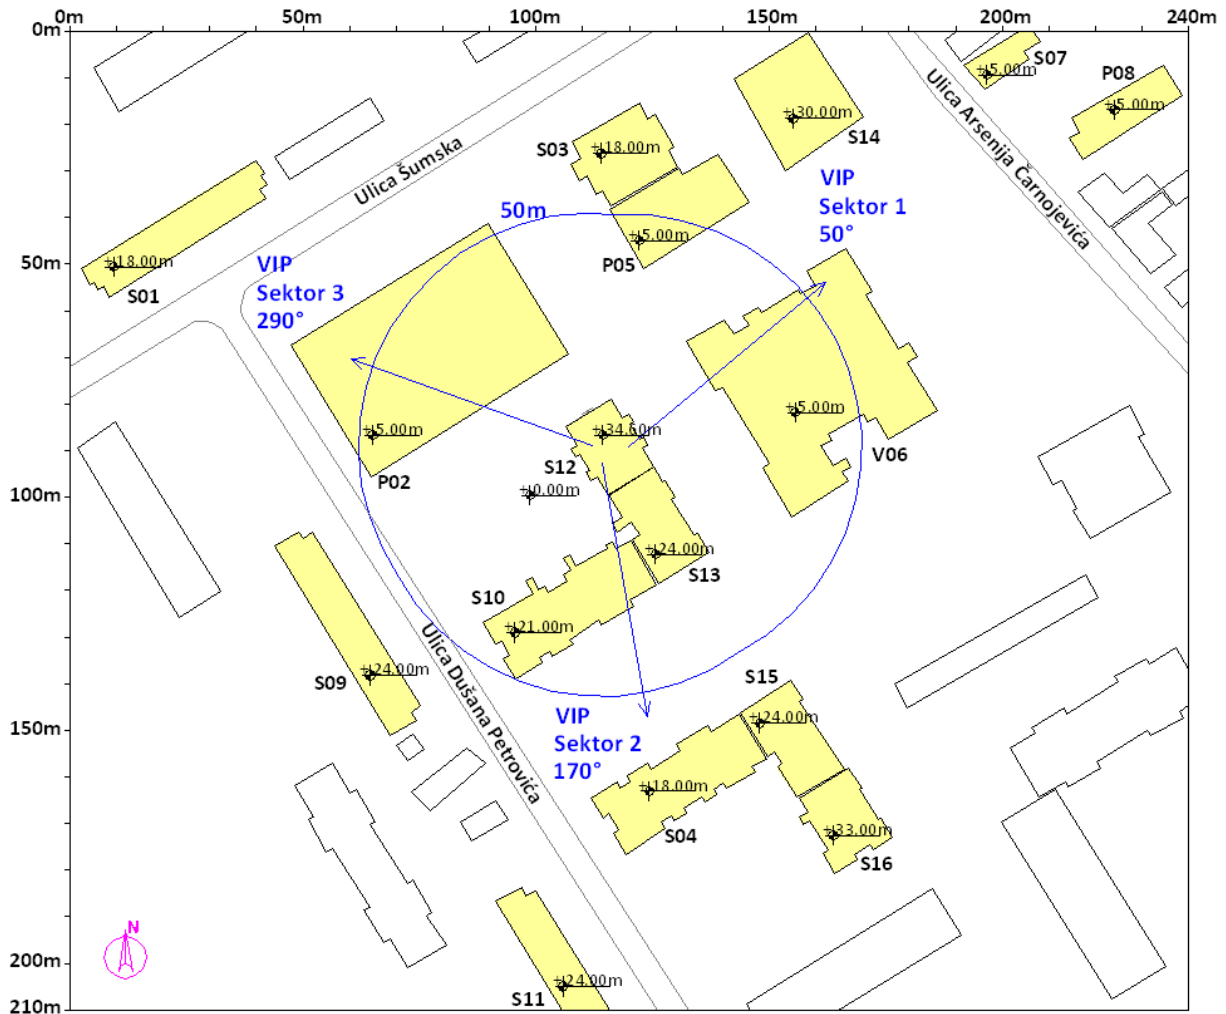 0m 50m 100m 150m 200m 240m
0m
S07
+5.00m
P08
+5.00m
Ulica Arsenija Čarnojevića
+30.00m
S14
S03
+18.00m
Ulica Šumska
VIP
Sektor 1
50°
50m
+5.00m
P05
50m
+18.00m
S01
VIP
Sektor 3
290°
+5.00m
V06
+5.00m
P02
+34.60m
S12
±0.00m
100m
+24.00m
S13
S10
+21.00m
Ulica Dušana Petrovića
+24.00m
S09
S15
+24.00m
150m
VIP
Sektor 2
170°
+18.00m
S04
+33.00m
S16
N
200m
+24.00m
S11
210m